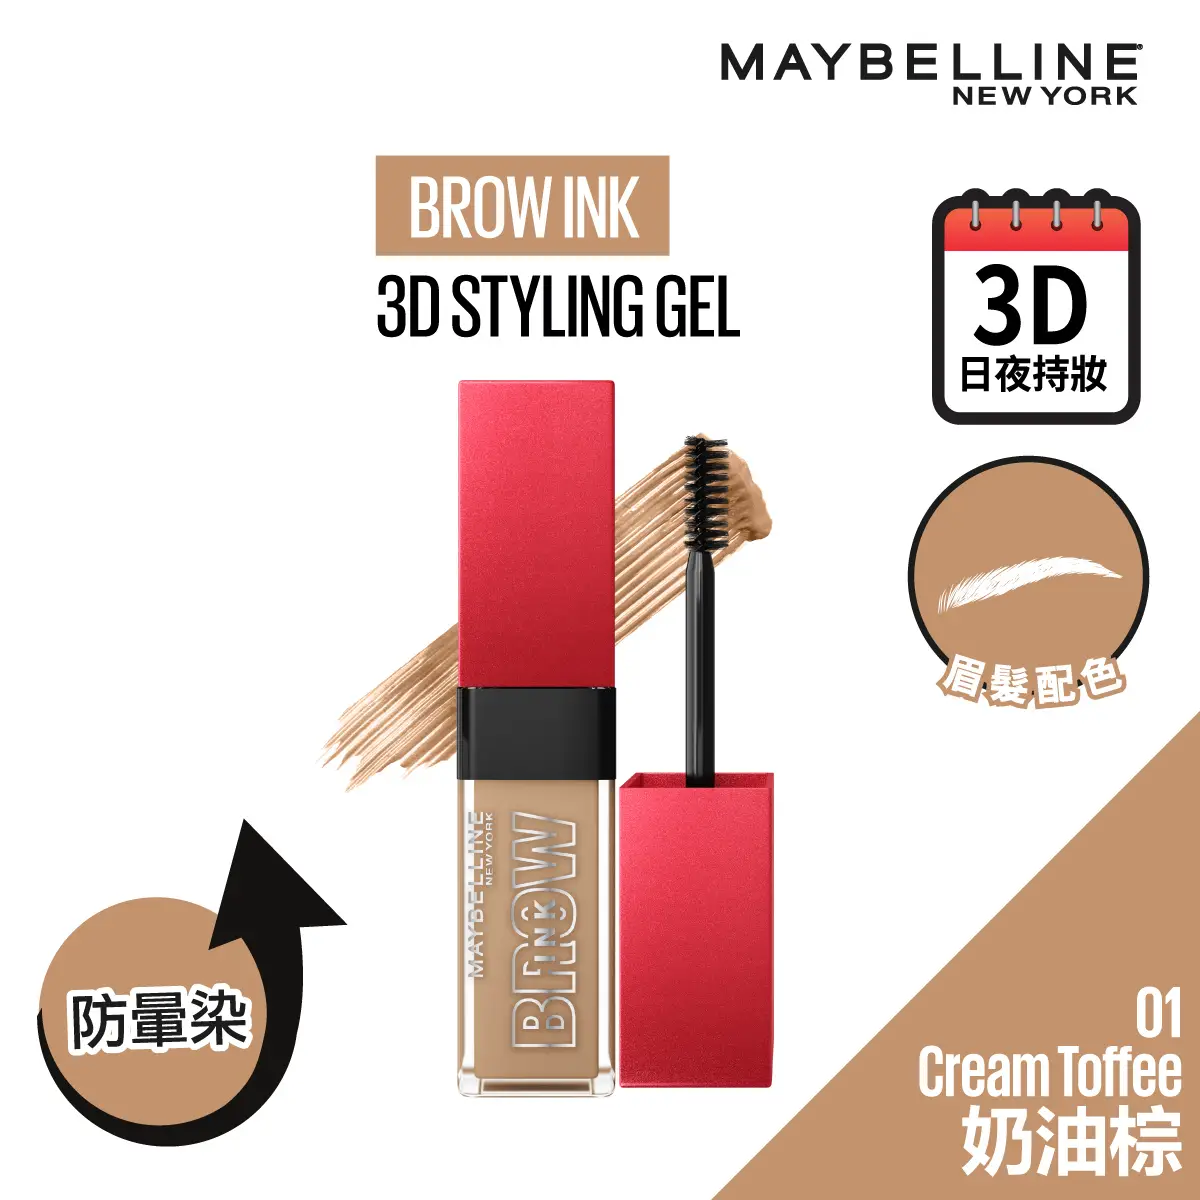 MAYBELLINE
NEW YORK
BROW INK
3D STYLING GEL
3D
日夜持妝
眉髮配色
MAYBELLINE
NEW YORK
BROW
INK
防暈染
01
Cream Toffee
奶油棕